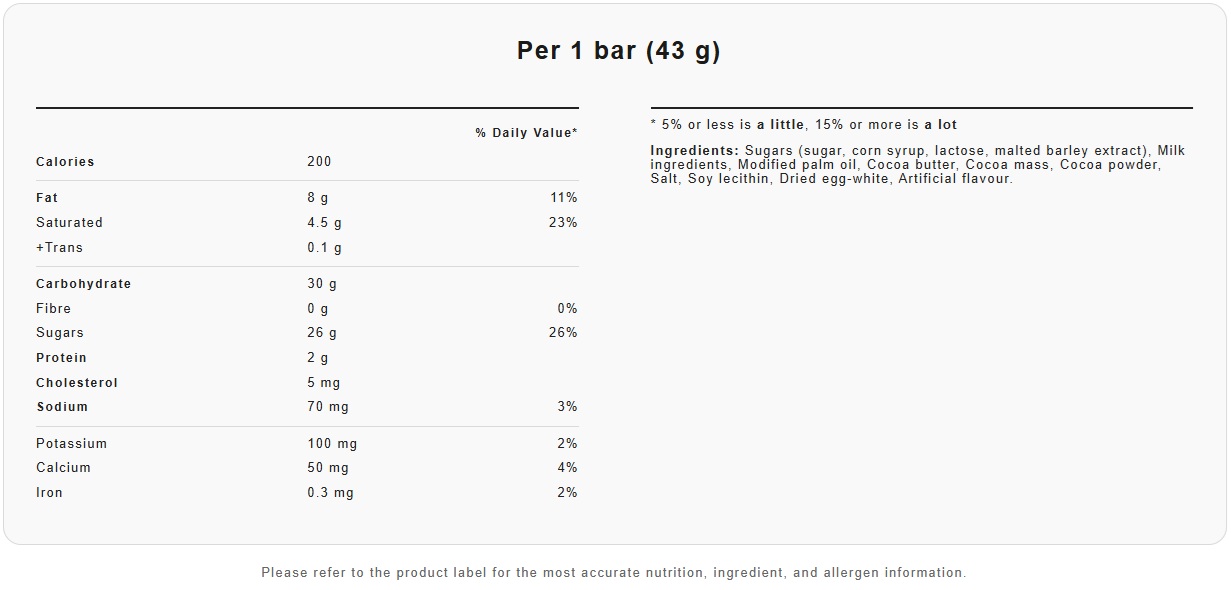 Per 1 bar (43 g)
% Daily Value*
Calories 200
Fat 8 g 11%
Saturated 4.5 g 23%
+Trans 0.1 g
Carbohydrate 30 g
Fibre 0 g 0%
Sugars 26 g 26%
Protein 2 g
Cholesterol 5 mg
Sodium 70 mg 3%
Potassium 100 mg 2%
Calcium 50 mg 4%
Iron 0.3 mg 2%
* 5% or less is a little, 15% or more is a lot
Ingredients: Sugars (sugar, corn syrup, lactose, malted barley extract), Milk
ingredients, Modified palm oil, Cocoa butter, Cocoa mass, Cocoa powder,
Salt, Soy lecithin, Dried egg-white, Artificial flavour.
Please refer to the product label for the most accurate nutrition, ingredient, and allergen information.